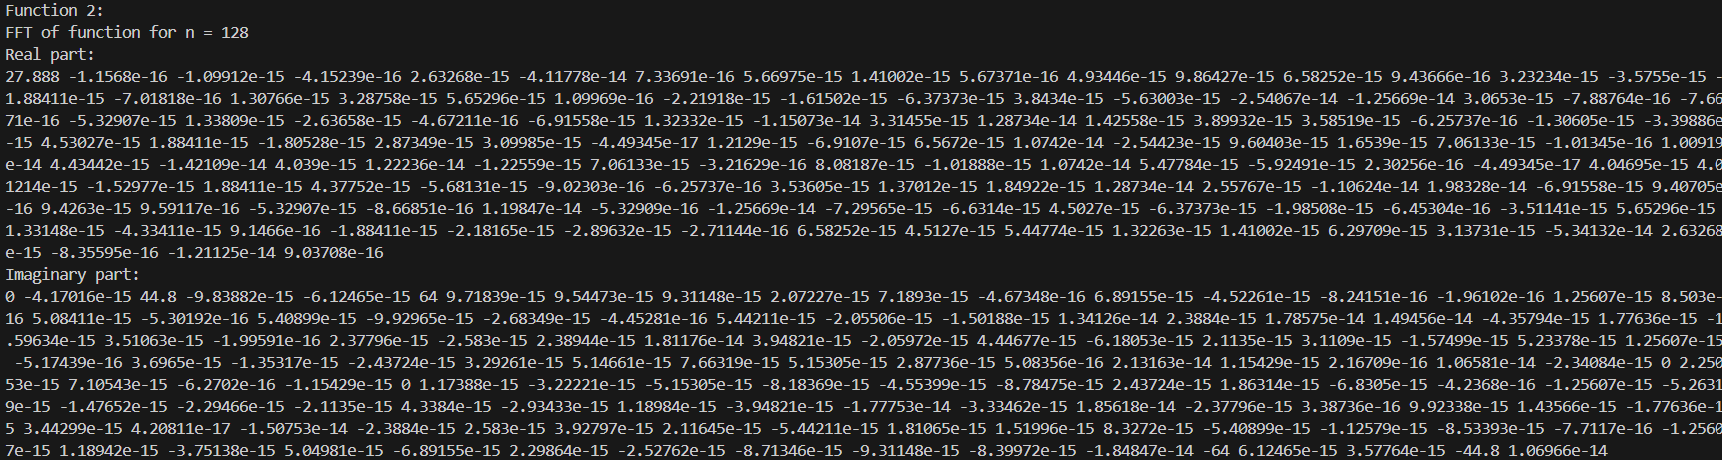 Function 2:
FFT of function for n = 128
Real part:
27.888 -1.1568e-16 -1.09912e-15 -4.15239e-16 2.63268e-15 -4.11778e-14 7.33691e-16 5.66975e-15 1.41002e-15 5.67371e-16 4.93446e-15 9.86427e-15 6.58252e-15 9.43666e-16 3.23234e-15 -3.5755e-15 -
1.88411e-15 -7.01818e-16 1.30766e-15 3.28758e-15 5.65296e-15 1.09969e-16 -2.21918e-15 -1.61502e-15 -6.37373e-15 3.8434e-15 -5.63003e-15 -2.54067e-14 -1.25669e-14 3.0653e-15 -7.88764e-16 -7.66
71e-16 -5.32907e-15 1.33809e-15 -2.63658e-15 -4.67211e-16 -6.91558e-15 1.32332e-15 -1.15073e-14 3.31455e-15 1.28734e-14 1.42558e-15 3.89932e-15 3.58519e-15 -6.25737e-16 -1.30605e-15 -3.39886e
-15 4.53027e-15 1.88411e-15 -1.80528e-15 2.87349e-15 3.09985e-15 -4.49345e-17 1.2129e-15 -6.9107e-15 6.5672e-15 1.0742e-14 -2.54423e-15 9.60403e-15 1.6539e-15 7.06133e-15 -1.01345e-16 1.00919
e-14 4.43442e-15 -1.42109e-14 4.039e-15 1.22236e-14 -1.22559e-15 7.06133e-15 -3.21629e-16 8.08187e-15 -1.01888e-15 1.0742e-14 5.47784e-15 -5.92491e-15 2.30256e-16 -4.49345e-17 4.04695e-15 4.0
1214e-15 -1.52977e-15 1.88411e-15 4.37752e-15 -5.68131e-15 -9.02303e-16 -6.25737e-16 3.53605e-15 1.37012e-15 1.84922e-15 1.28734e-14 2.55767e-15 -1.10624e-14 1.98328e-14 -6.91558e-15 9.40705e
-16 9.4263e-15 9.59117e-16 -5.32907e-15 -8.66851e-16 1.19847e-14 -5.32909e-16 -1.25669e-14 -7.29565e-15 -6.6314e-15 4.5027e-15 -6.37373e-15 -1.98508e-15 -6.45304e-16 -3.51141e-15 5.65296e-15
1.33148e-15 -4.33411e-15 9.1466e-16 -1.88411e-15 -2.18165e-15 -2.89632e-15 -2.71144e-16 6.58252e-15 4.5127e-15 5.44774e-15 1.32263e-15 1.41002e-15 6.29709e-15 3.13731e-15 -5.34132e-14 2.63268
e-15 -8.35595e-16 -1.21125e-14 9.03708e-16
Imaginary part:
0 -4.17016e-15 44.8 -9.83882e-15 -6.12465e-15 64 9.71839e-15 9.54473e-15 9.31148e-15 2.07227e-15 7.1893e-15 -4.67348e-16 6.89155e-15 -4.52261e-15 -8.24151e-16 -1.96102e-16 1.25607e-15 8.503e-
16 5.08411e-15 -5.30192e-16 5.40899e-15 -9.92965e-15 -2.68349e-15 -4.45281e-16 5.44211e-15 -2.05506e-15 -1.50188e-15 1.34126e-14 2.3884e-15 1.78575e-14 1.49456e-14 -4.35794e-15 1.77636e-15 -1
.59634e-15 3.51063e-15 -1.99591e-16 2.37796e-15 -2.583e-15 2.38944e-15 1.81176e-14 3.94821e-15 -2.05972e-15 4.44677e-15 -6.18053e-15 2.1135e-15 3.1109e-15 -1.57499e-15 5.23378e-15 1.25607e-15
-5.17439e-16 3.6965e-15 -1.35317e-15 -2.43724e-15 3.29261e-15 5.14661e-15 7.66319e-15 5.15305e-15 2.87736e-15 5.08356e-16 2.13163e-14 1.15429e-15 2.16709e-16 1.06581e-14 -2.34084e-15 0 2.250
53e-15 7.10543e-15 -6.2702e-16 -1.15429e-15 0 1.17388e-15 -3.22221e-15 -5.15305e-15 -8.18369e-15 -4.55399e-15 -8.78475e-15 2.43724e-15 1.86314e-15 -6.8305e-15 -4.2368e-16 -1.25607e-15 -5.2631
9e-15 -1.47652e-15 -2.29466e-15 -2.1135e-15 4.3384e-15 -2.93433e-15 1.18984e-15 -3.94821e-15 -1.77753e-14 -3.33462e-15 1.85618e-14 -2.37796e-15 3.38736e-16 9.92338e-15 1.43566e-15 -1.77636e-1
5 3.44299e-15 4.20811e-17 -1.50753e-14 -2.3884e-15 2.583e-15 3.92797e-15 2.11645e-15 -5.44211e-15 1.81065e-15 1.51996e-15 8.3272e-15 -5.40899e-15 -1.12579e-15 -8.53393e-15 -7.7117e-16 -1.2560
7e-15 1.18942e-15 -3.75138e-15 5.04981e-15 -6.89155e-15 2.29864e-15 -2.52762e-15 -8.71346e-15 -9.31148e-15 -8.39972e-15 -1.84847e-14 -64 6.12465e-15 3.57764e-15 -44.8 1.06966e-14